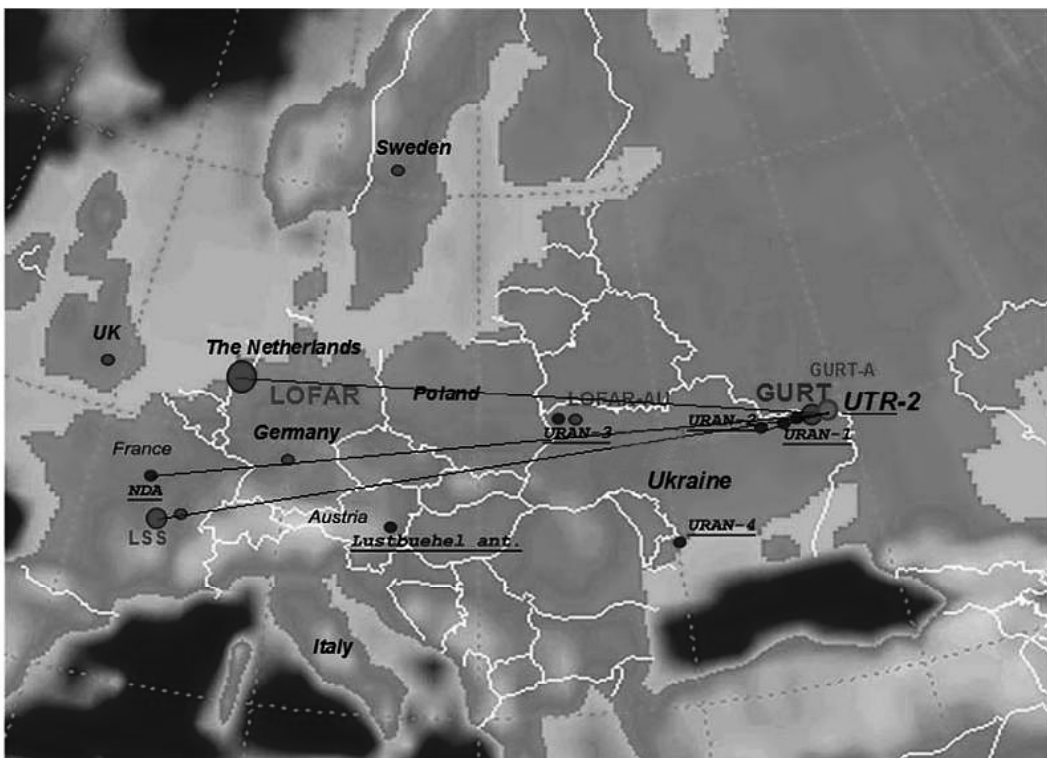 Sweden
UK
The Netherlands
GURT-A
LOFAR
Poland
LOFAR-AU
GURT
UTR-2
URAN-2
URAN-3
URAN-1
Germany
France
NDA
Ukraine
LSS
Austria
Lustbuehel ant.
URAN-4
Italy